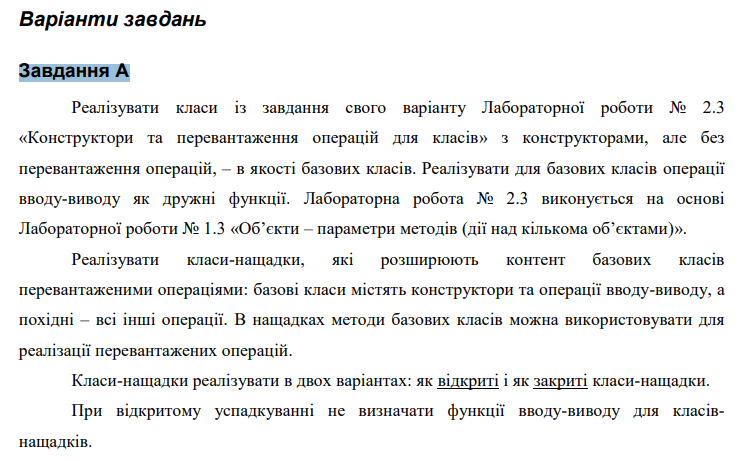 Варіанти завдань
Завдання А
Реалізувати класи із завдання свого варіанту Лабораторної роботи № 2.3
«Конструктори та перевантаження операцій для класів» з конструкторами, але без
перевантаження операцій, – в якості базових класів. Реалізувати для базових класів операції
вводу-виводу як дружні функції. Лабораторна робота № 2.3 виконується на основі
Лабораторної роботи № 1.3 «Об’єкти – параметри методів (дії над кількома об’єктами)».
Реалізувати класи-нащадки, які розширюють контент базових класів
перевантаженими операціями: базові класи містять конструктори та операції вводу-виводу, а
похідні – всі інші операції. В нащадках методи базових класів можна використовувати для
реалізації перевантажених операцій.
Класи-нащадки реалізувати в двох варіантах: як відкриті і як закриті класи-нащадки.
При відкритому успадкуванні не визначати функції вводу-виводу для класів-
нащадків.